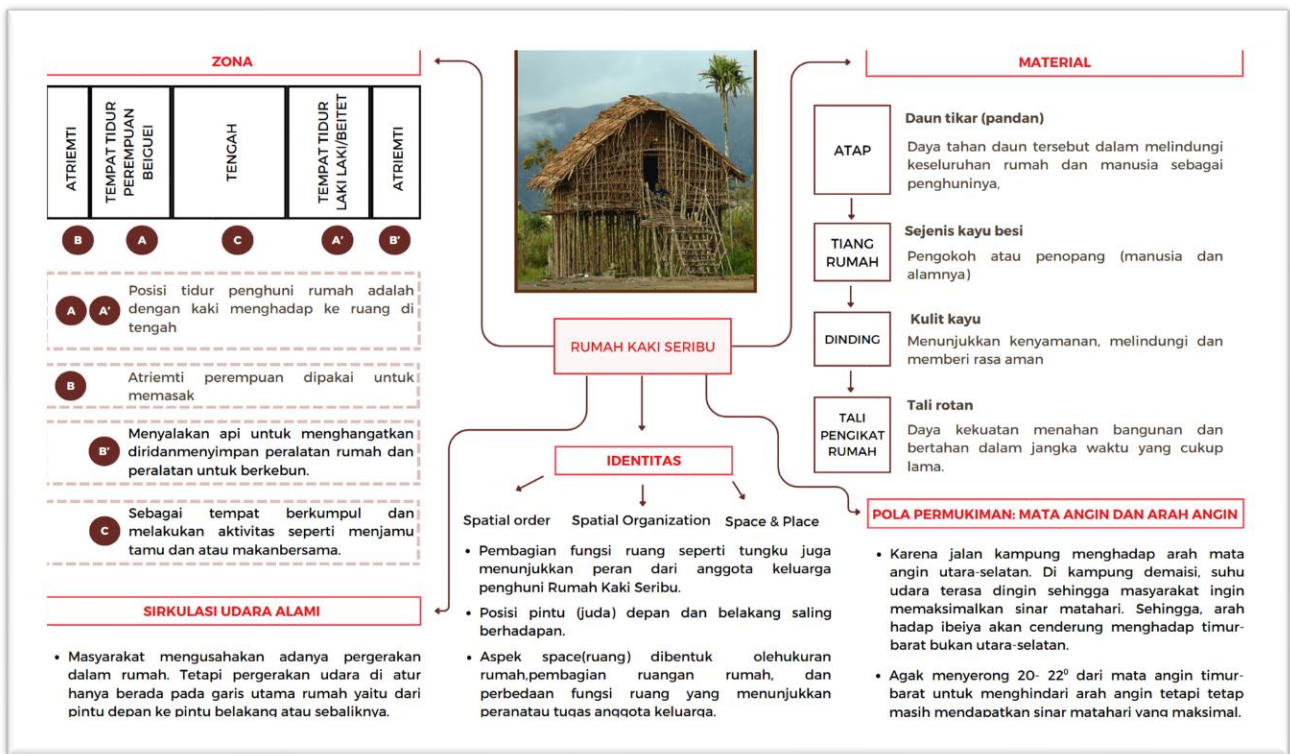 ZONA
ATRIEMTI
TEMPAT TIDUR
PEREMPUAN
BEIGUEI
TENGAH
TEMPAT TIDUR
LAKI LAKI/BEITET
ATRIEMTI
B
A
C
A'
B'
A A' Posisi tidur penghuni rumah adalah
dengan kaki menghadap ke ruang di
tengah
B Atriemti perempuan dipakai untuk
memasak
B' Menyalakan api untuk menghangatkan
diridanmenyimpan peralatan rumah dan
peralatan untuk berkebun.
C Sebagai tempat berkumpul dan
melakukan aktivitas seperti menjamu
tamu dan atau makanbersama.
SIRKULASI UDARA ALAMI
• Masyarakat mengusahakan adanya pergerakan
dalam rumah. Tetapi pergerakan udara di atur
hanya berada pada garis utama rumah yaitu dari
pintu depan ke pintu belakang atau sebaliknya.
RUMAH KAKI SERIBU
IDENTITAS
Spatial order
Spatial Organization
Space & Place
• Pembagian fungsi ruang seperti tungku juga
menunjukkan peran dari anggota keluarga
penghuni Rumah Kaki Seribu.
• Posisi pintu (juda) depan dan belakang saling
berhadapan.
• Aspek space(ruang) dibentuk olehukuran
rumah,pembagian ruangan rumah, dan
perbedaan fungsi ruang yang menunjukkan
peranatau tugas anggota keluarga.
MATERIAL
ATAP
Daun tikar (pandan)
Daya tahan daun tersebut dalam melindungi
keseluruhan rumah dan manusia sebagai
penghuninya,
TIANG
RUMAH
Sejenis kayu besi
Pengokoh atau penopang (manusia dan
alamnya)
DINDING
Kulit kayu
Menunjukkan kenyamanan, melindungi dan
memberi rasa aman
TALI
PENGIKAT
RUMAH
Tali rotan
Daya kekuatan menahan bangunan dan
bertahan dalam jangka waktu yang cukup
lama.
POLA PERMUKIMAN: MATA ANGIN DAN ARAH ANGIN
• Karena jalan kampung menghadap arah mata
angin utara-selatan. Di kampung demaisi, suhu
udara terasa dingin sehingga masyarakat ingin
memaksimalkan sinar matahari. Sehingga, arah
hadap ibeiya akan cenderung menghadap timur-
barat bukan utara-selatan.
• Agak menyerong 20- 22⁰ dari mata angin timur-
barat untuk menghindari arah angin tetapi tetap
masih mendapatkan sinar matahari yang maksimal.